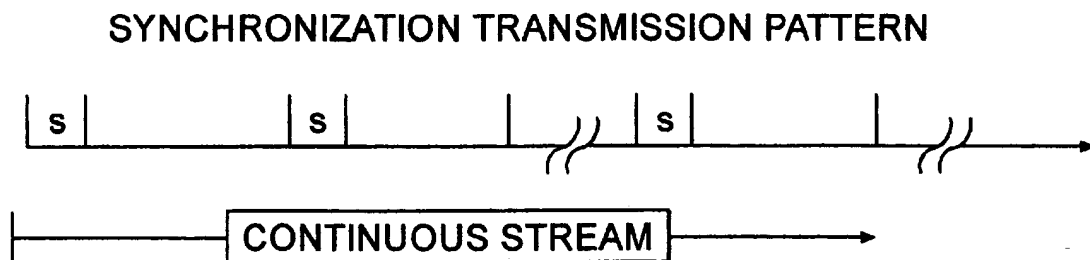 SYNCHRONIZATION TRANSMISSION PATTERN
S S S
CONTINUOUS STREAM